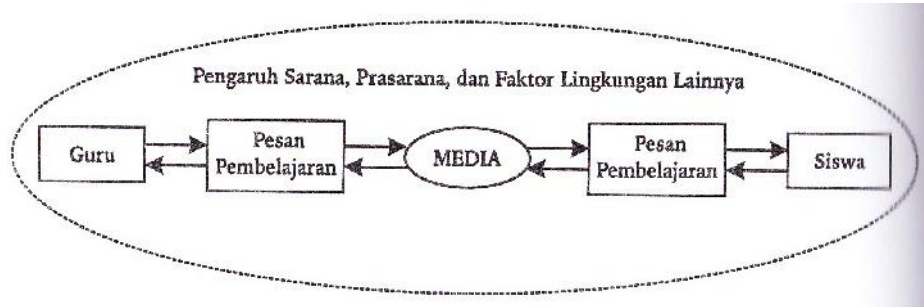 Pengaruh Sarana, Prasarana, dan Faktor Lingkungan Lainnya
Guru
Pesan
Pembelajaran
MEDIA
Pesan
Pembelajaran
Siswa